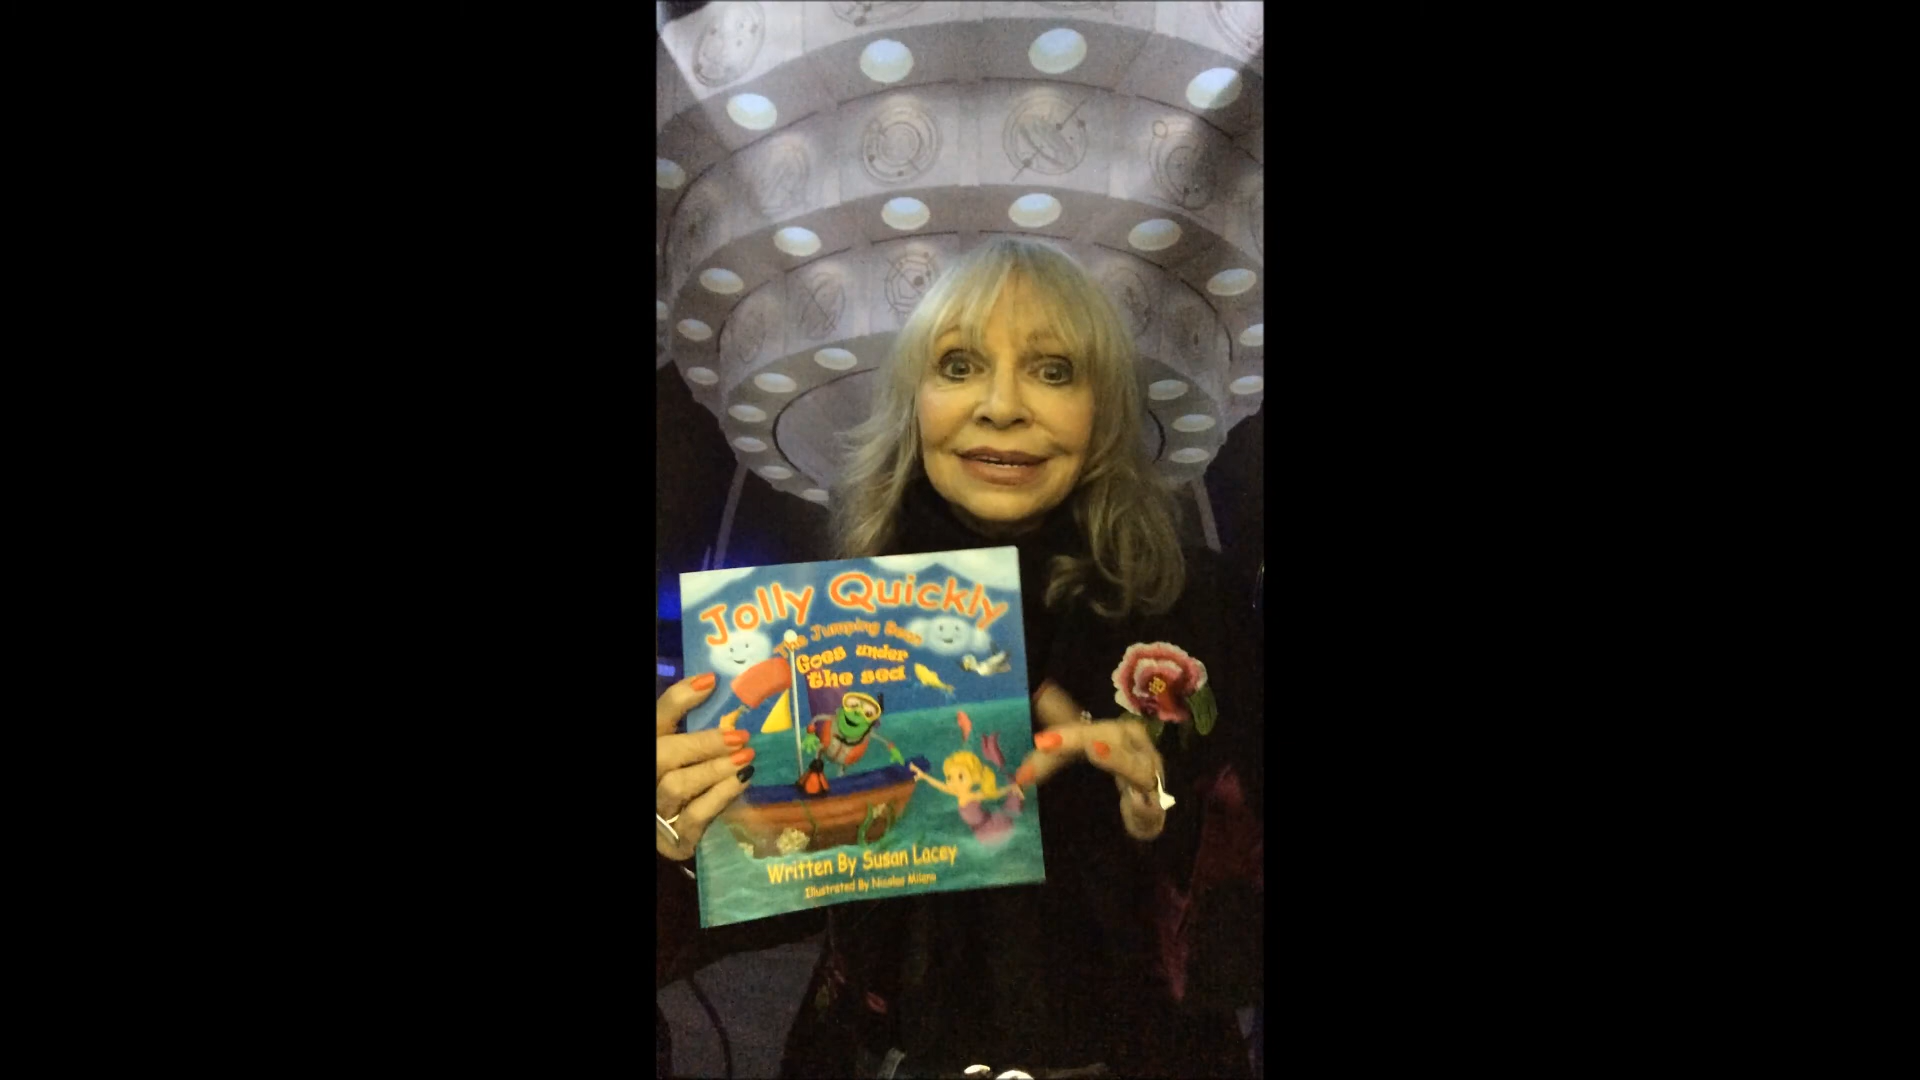 Jolly Quickly
The Jumping Bean
Goes under
the sea
Written By Susan Lacey
Illustrated By Nicolas Milano